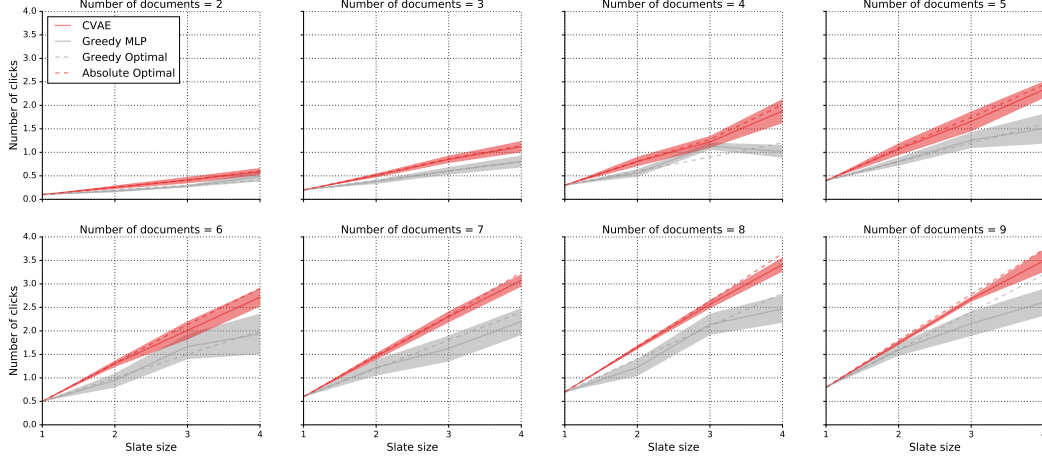 Number of documents = 2
Number of documents = 3
Number of documents = 4
Number of documents = 5
4.0
3.5
3.0
2.5
2.0
1.5
1.0
0.5
0.0
Number of clicks
CVAE
Greedy MLP
Greedy Optimal
Absolute Optimal
Number of documents = 6
Number of documents = 7
Number of documents = 8
Number of documents = 9
4.0
3.5
3.0
2.5
2.0
1.5
1.0
0.5
0.0
Number of clicks
1 2 3 4
1 2 3 4
1 2 3 4
1 2 3 4
Slate size
Slate size
Slate size
Slate size